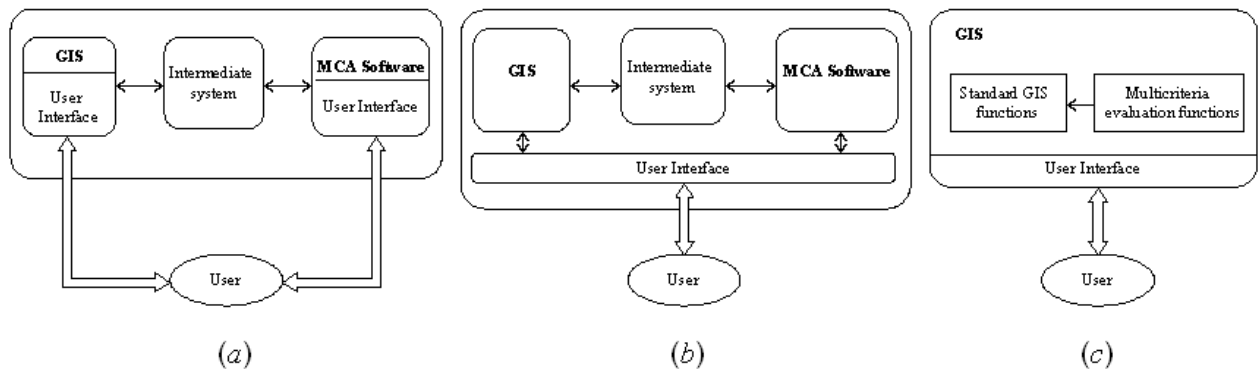 GIS
User
Interface
Intermediate
system
MCA Software
User Interface
User
(a)
GIS
Intermediate
system
MCA Software
User Interface
User
(b)
GIS
Standard GIS
functions
Multicriteria
evaluation functions
User Interface
User
(c)